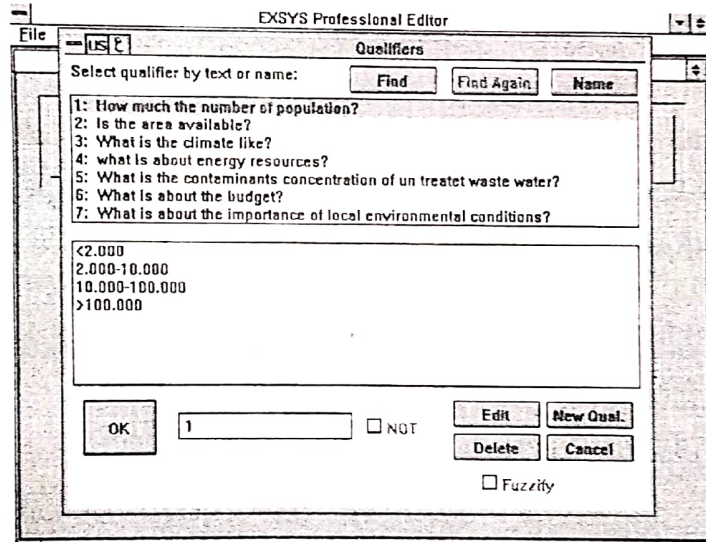 EXSYS Professional Editor
File
US ع
Qualifiers
Select qualifier by text or name:
Find
Find Again
Name
1: How much the number of population?
2: Is the area available?
3: What is the climate like?
4: what is about energy resources?
5: What is the contaminants concentration of un treatet waste water?
6: What is about the budget?
7: What is about the importance of local environmental conditions?
<2.000
2.000-10.000
10.000-100.000
>100.000
OK
1
NOT
Edit
New Qual.
Delete
Cancel
Fuzzify